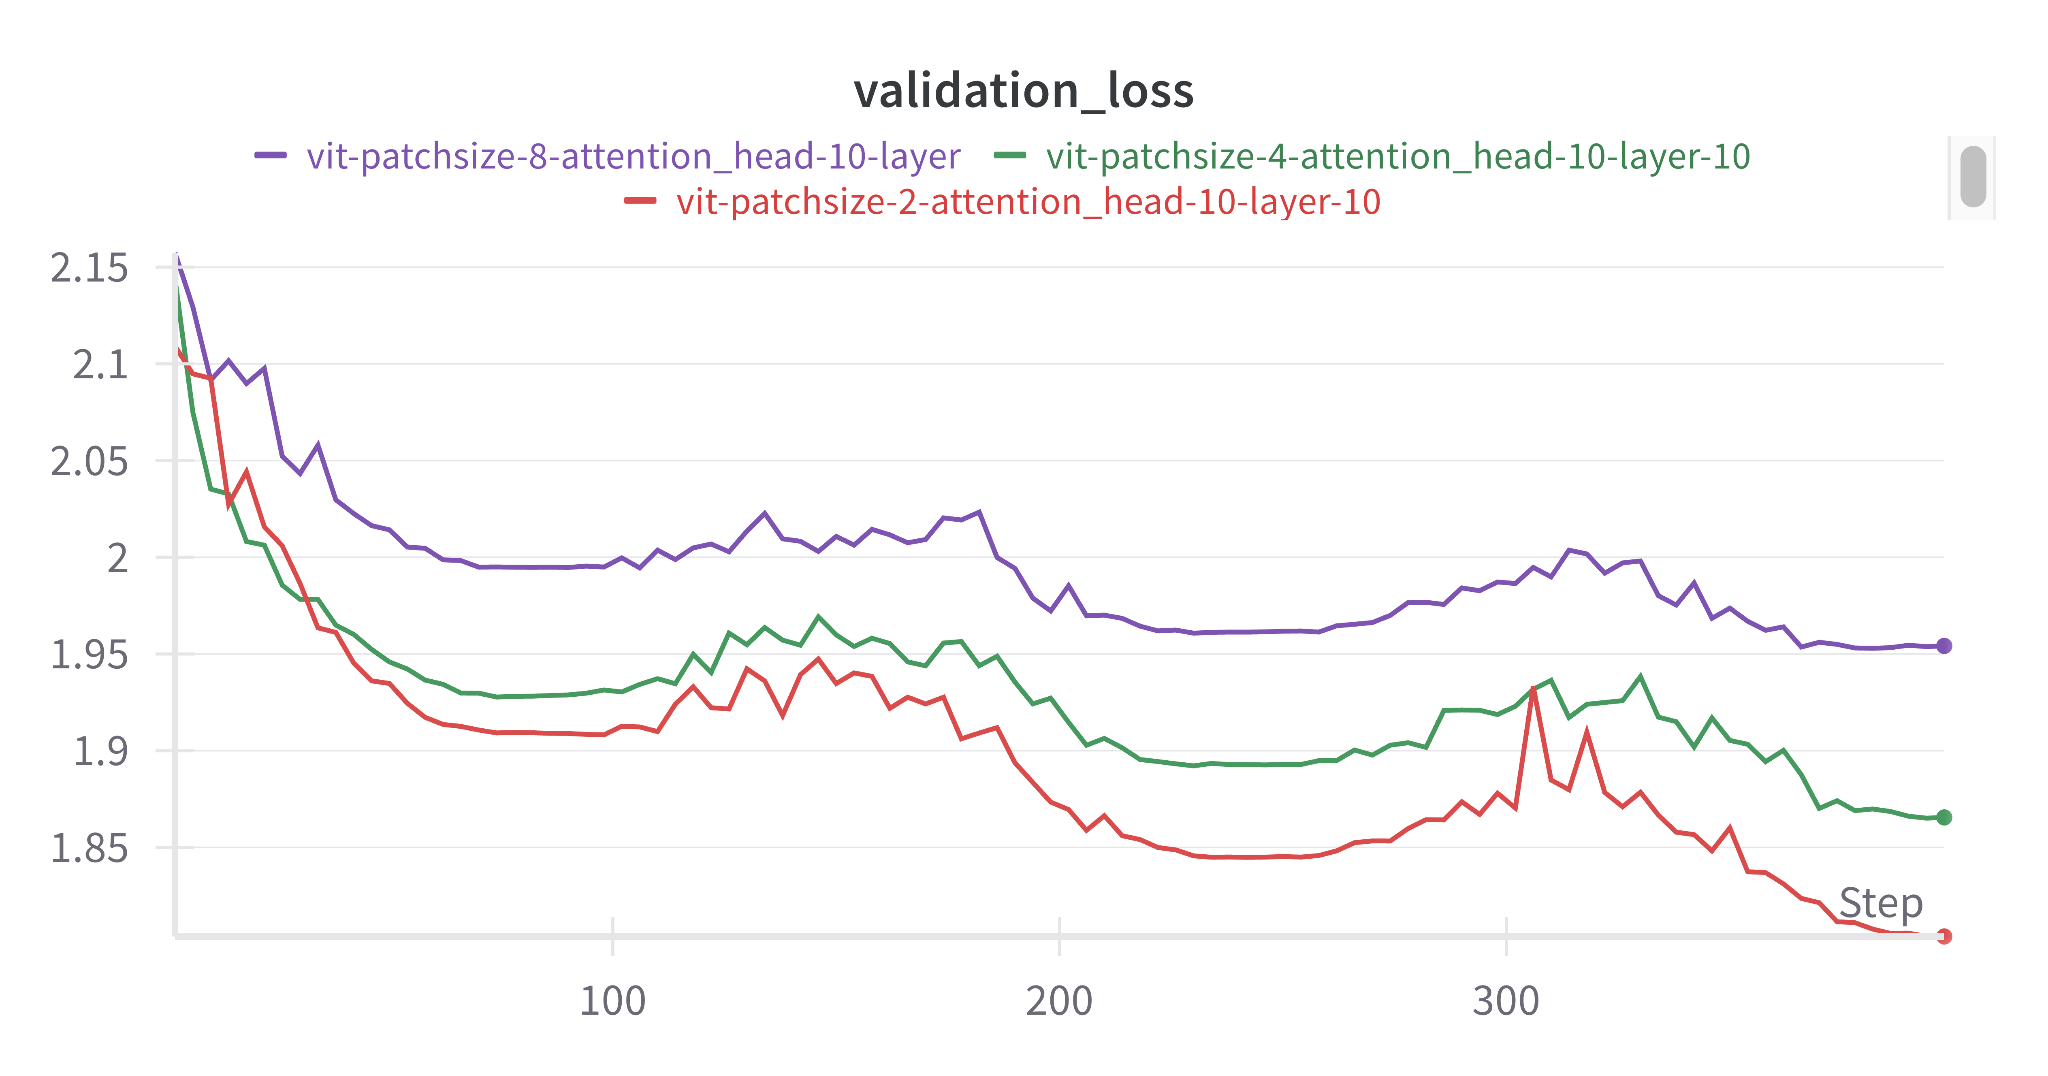 validation_loss
vit-patchsize-8-attention_head-10-layer vit-patchsize-4-attention_head-10-layer-10
vit-patchsize-2-attention_head-10-layer-10
2.15
2.1
2.05
2
1.95
1.9
1.85
Step
100 200 300